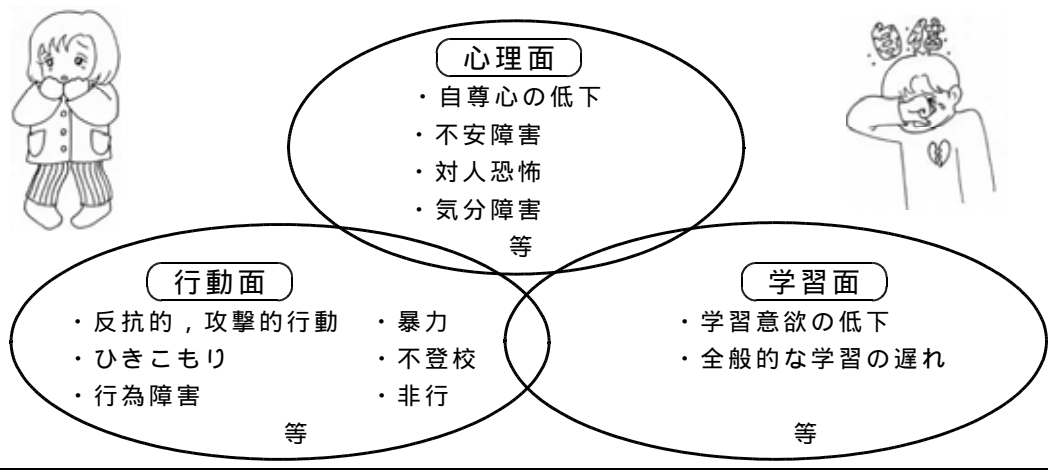 心理面
・自尊心の低下
・不安障害
・対人恐怖
・気分障害
等
行動面
・反抗的，攻撃的行動
・ひきこもり
・行為障害
・暴力
・不登校
・非行
等
学習面
・学習意欲の低下
・全般的な学習の遅れ
等